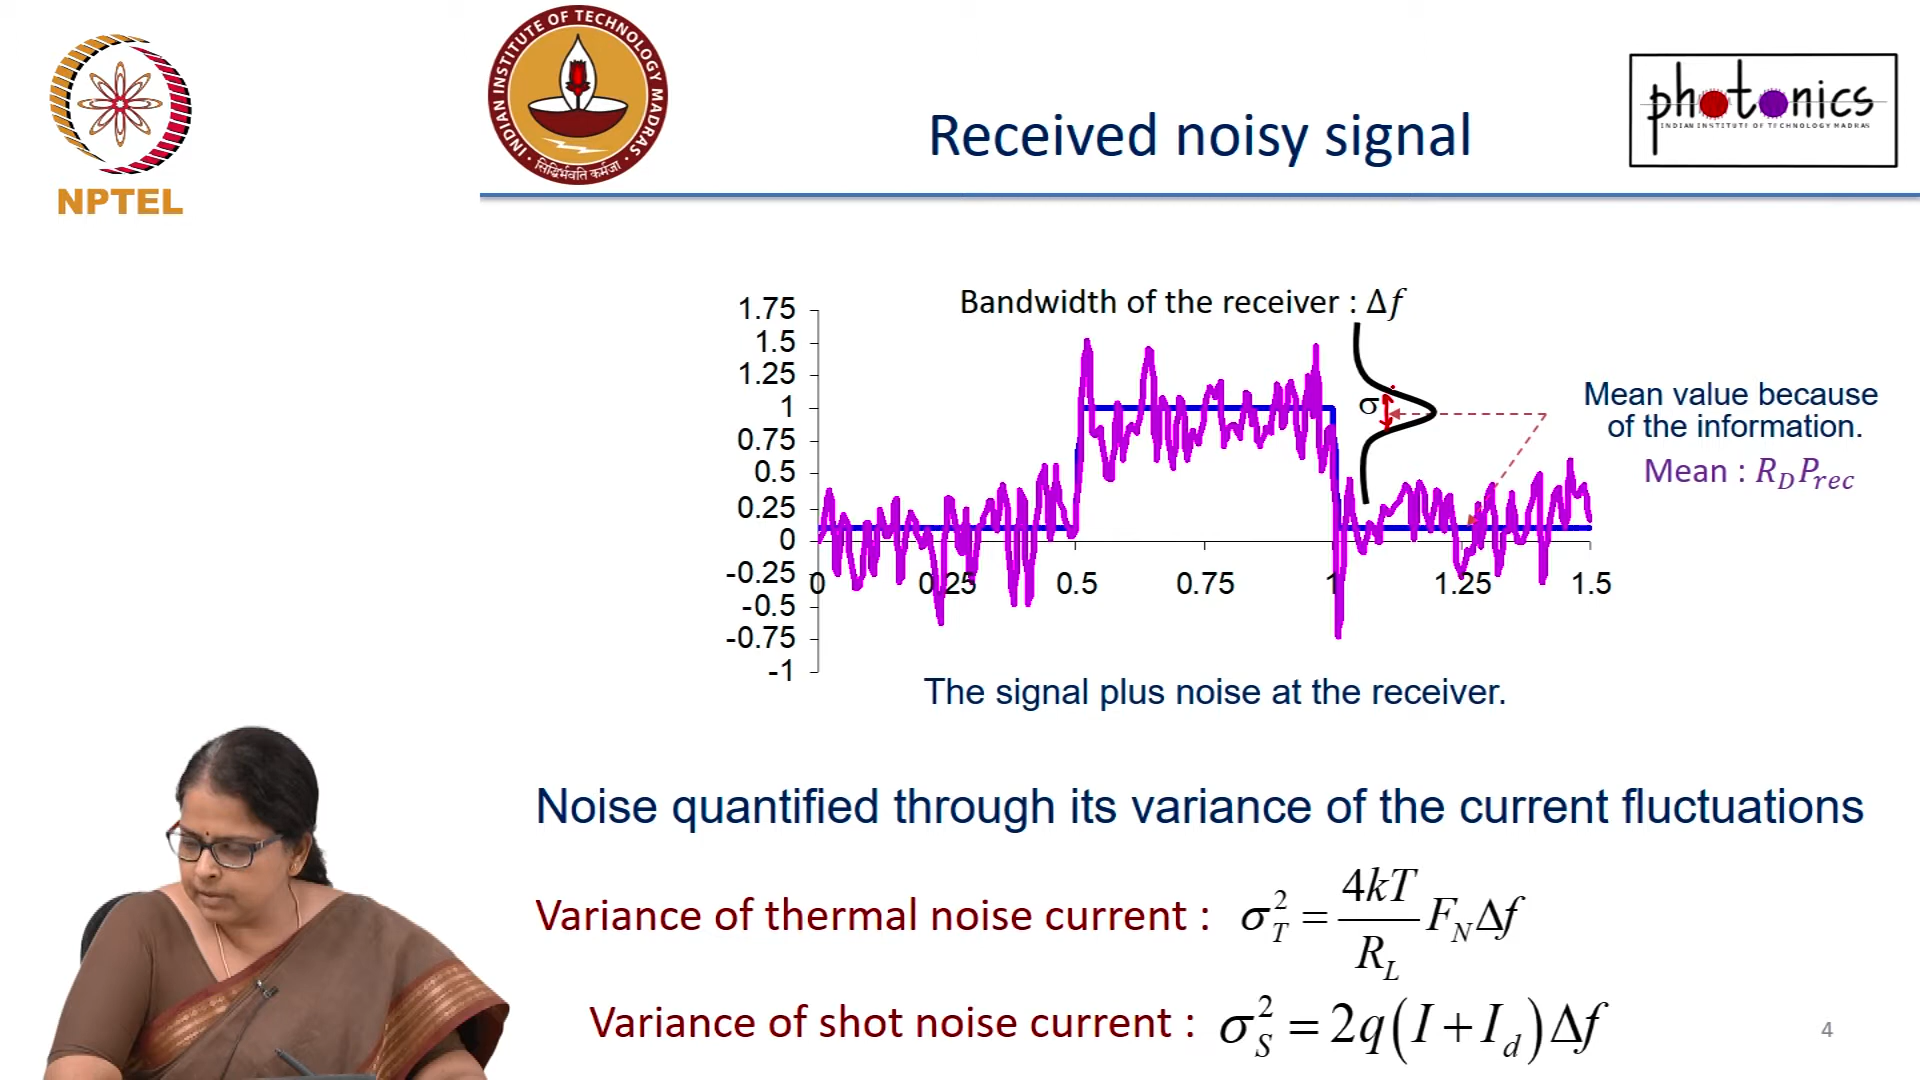 NPTEL
INDIAN INSTITUTE OF TECHNOLOGY MADRAS
सिद्धिर्भवति कर्मजा
Received noisy signal
photonics
INDIAN INSTITUTE OF TECHNOLOGY MADRAS
Bandwidth of the receiver : Δf
1.75
1.5
1.25
1
0.75
0.5
0.25
0
-0.25
-0.5
-0.75
-1
0 0.25 0.5 0.75 1 1.25 1.5
σ
Mean value because
of the information.
Mean : R_D P_rec
The signal plus noise at the receiver.
Noise quantified through its variance of the current fluctuations
Variance of thermal noise current : σ_T^2 = 4kT/R_L F_N Δf
Variance of shot noise current : σ_S^2 = 2q(I + I_d)Δf
4